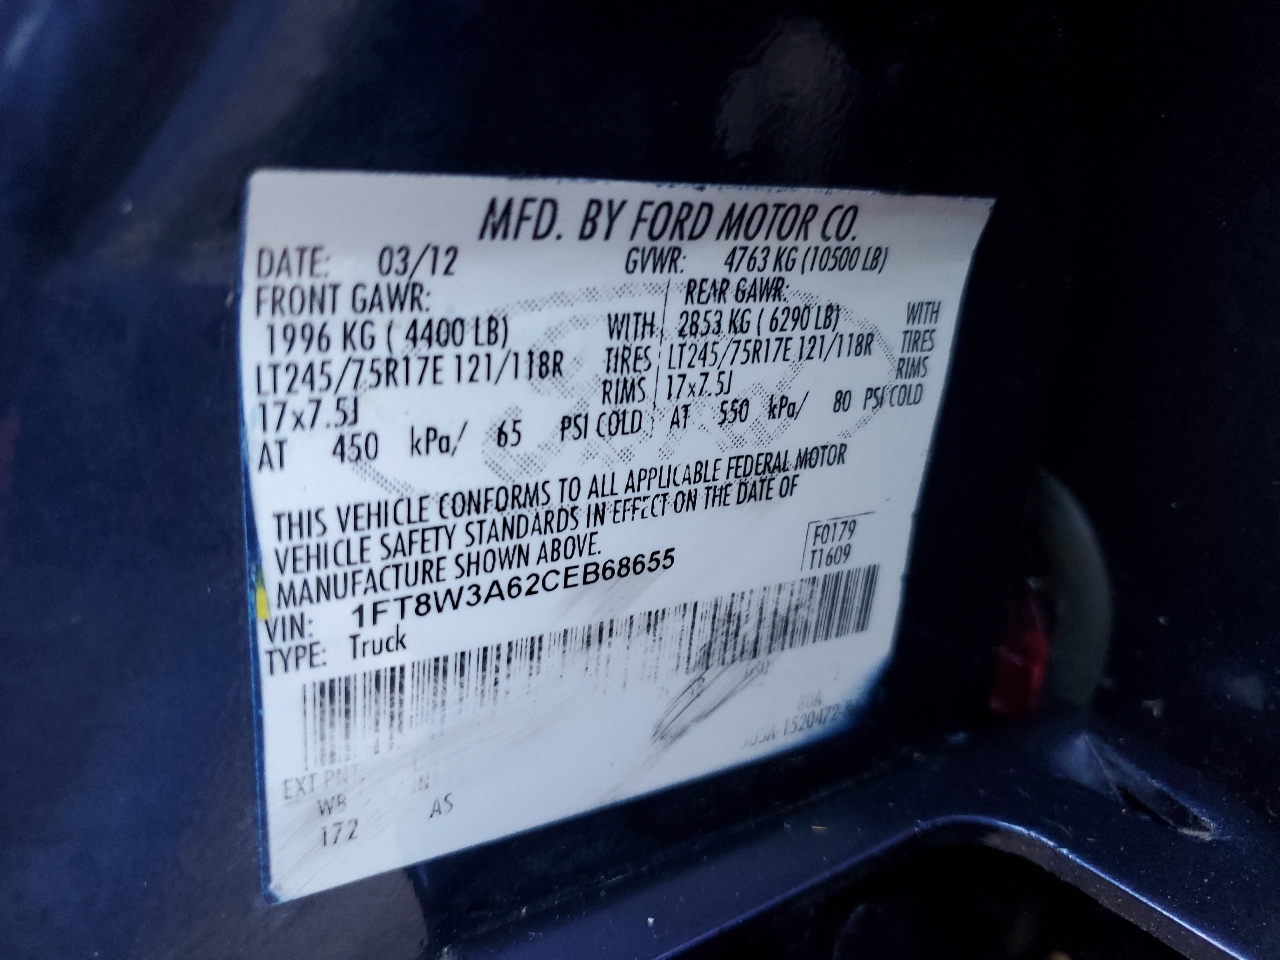 MFD. BY FORD MOTOR CO.
DATE: 03/12 GVWR: 4763 KG (10500 LB)
FRONT GAWR: REAR GAWR:
1996 KG ( 4400 LB) WITH 2853 KG ( 6290 LB) WITH
LT245/75R17E 121/118R TIRES LT245/75R17E 121/118R TIRES
17x7.5J RIMS 17x7.5J RIMS
AT 450 kPa/ 65 PSI COLD AT 550 kPa/ 80 PSI COLD
THIS VEHICLE CONFORMS TO ALL APPLICABLE FEDERAL MOTOR
VEHICLE SAFETY STANDARDS IN EFFECT ON THE DATE OF
MANUFACTURE SHOWN ABOVE.
F0179
T1609
VIN: 1FT8W3A62CEB68655
TYPE: Truck
EXT PNT
WB
172 AS